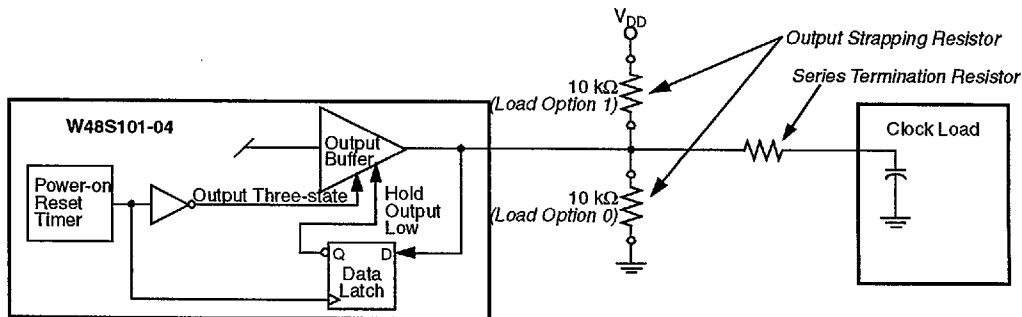 V_DD
Output Strapping Resistor
Series Termination Resistor
10 kΩ
(Load Option 1)
W48S101-04
Output
Buffer
Clock Load
Power-on
Reset
Timer
Output Three-state
Hold
Output
Low
10 kΩ
(Load Option 0)
Q
D
Data
Latch